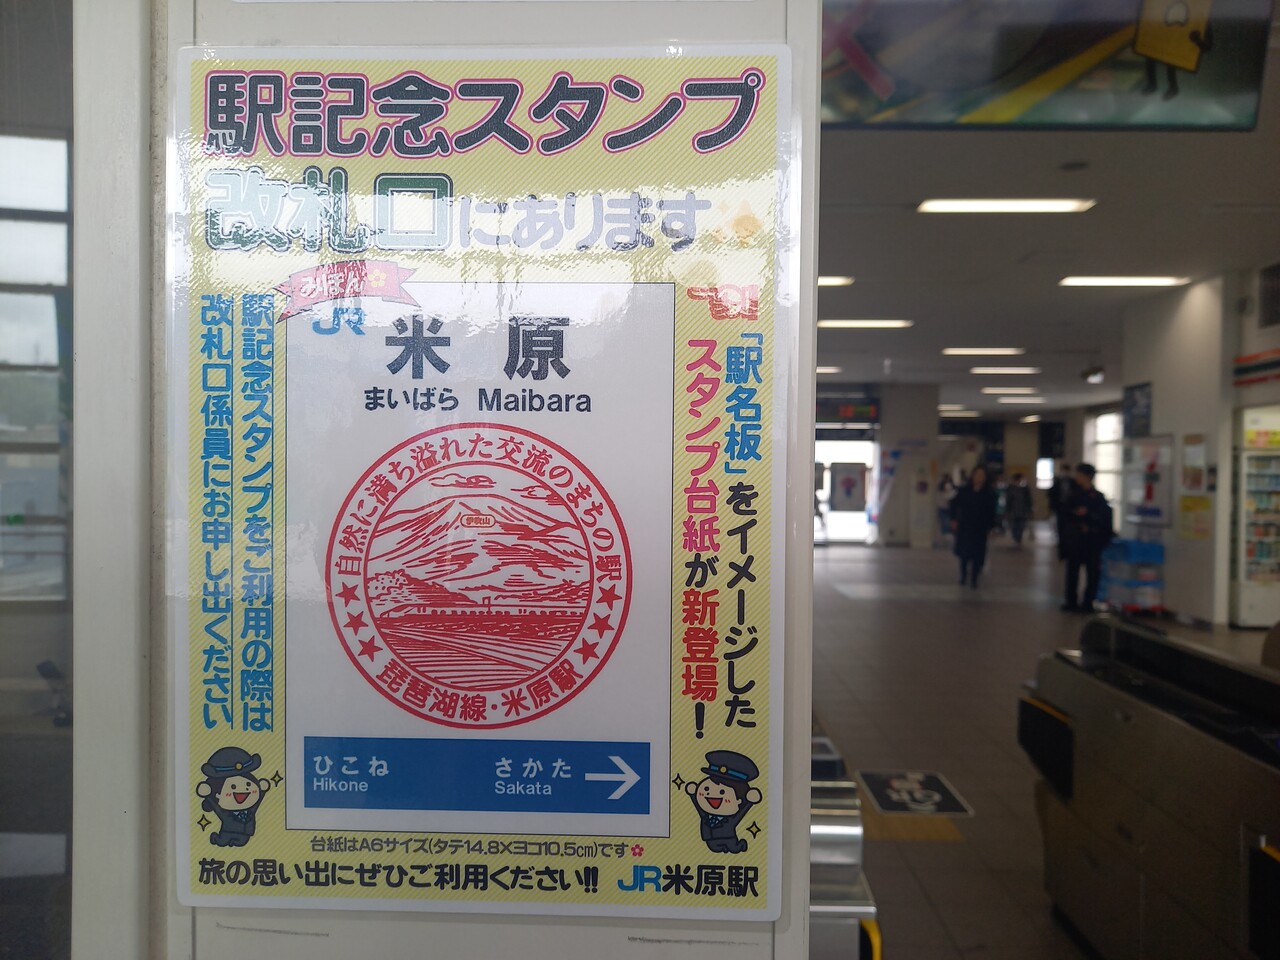 駅記念スタンプ
改札口にあります
みほん
「駅名板」をイメージした
スタンプ台紙が新登場!
駅記念スタンプをご利用の際は
改札口係員にお申し出ください
米原
まいばら Maibara
自然に満ち溢れた交流のまちの駅
伊吹山
琵琶湖線・米原駅
ひこね
Hikone
さかた
Sakata
台紙はA6サイズ(タテ14.8×ヨコ10.5cm)です
旅の思い出にぜひご利用ください!! JR米原駅